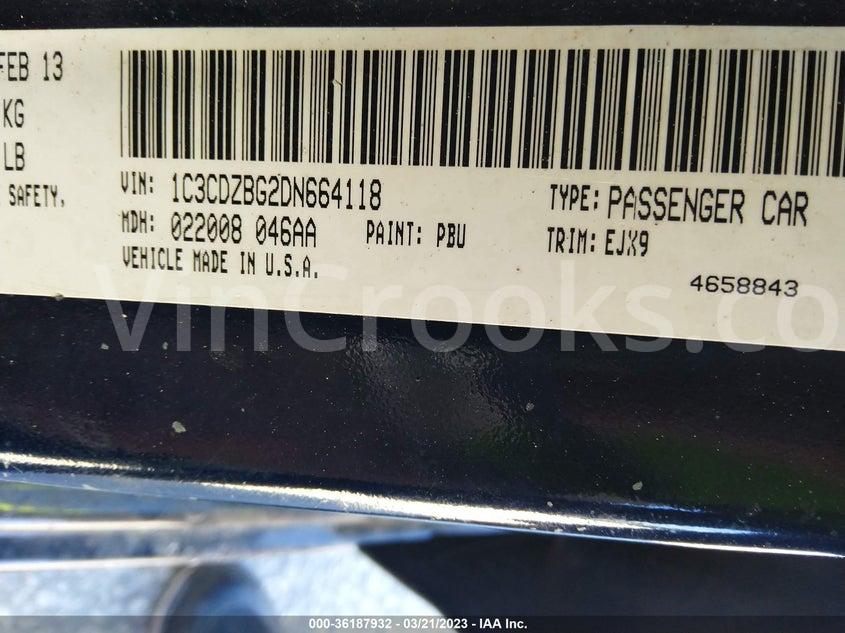 FEB 13
KG
LB
SAFETY,
VIN: 1C3CDZBG2DN664118 TYPE: PASSENGER CAR
MDH: 022008 046AA PAINT: PBU TRIM: EJX9
VEHICLE MADE IN U.S.A.
4658843
VinCrooks.co
000-36187932 - 03/21/2023 - IAA Inc.